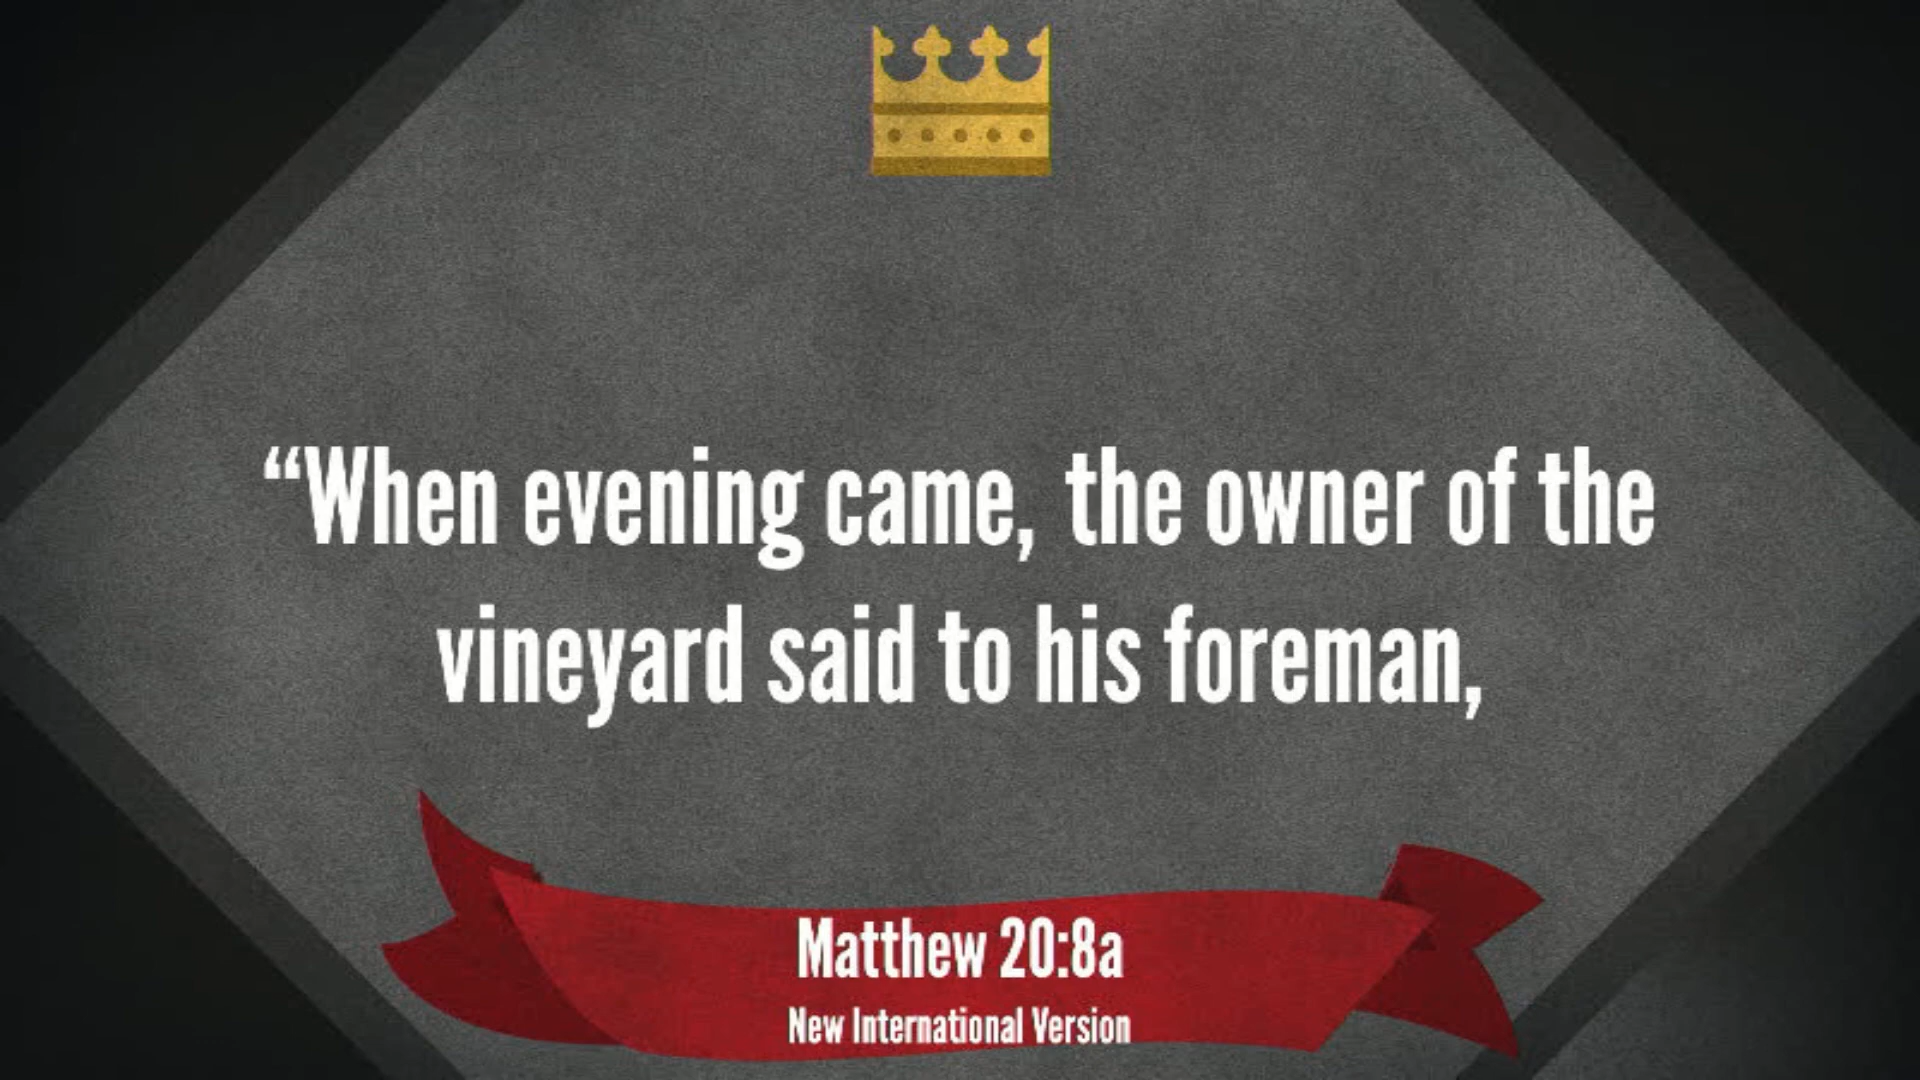 “When evening came, the owner of the
vineyard said to his foreman,
Matthew 20:8a
New International Version